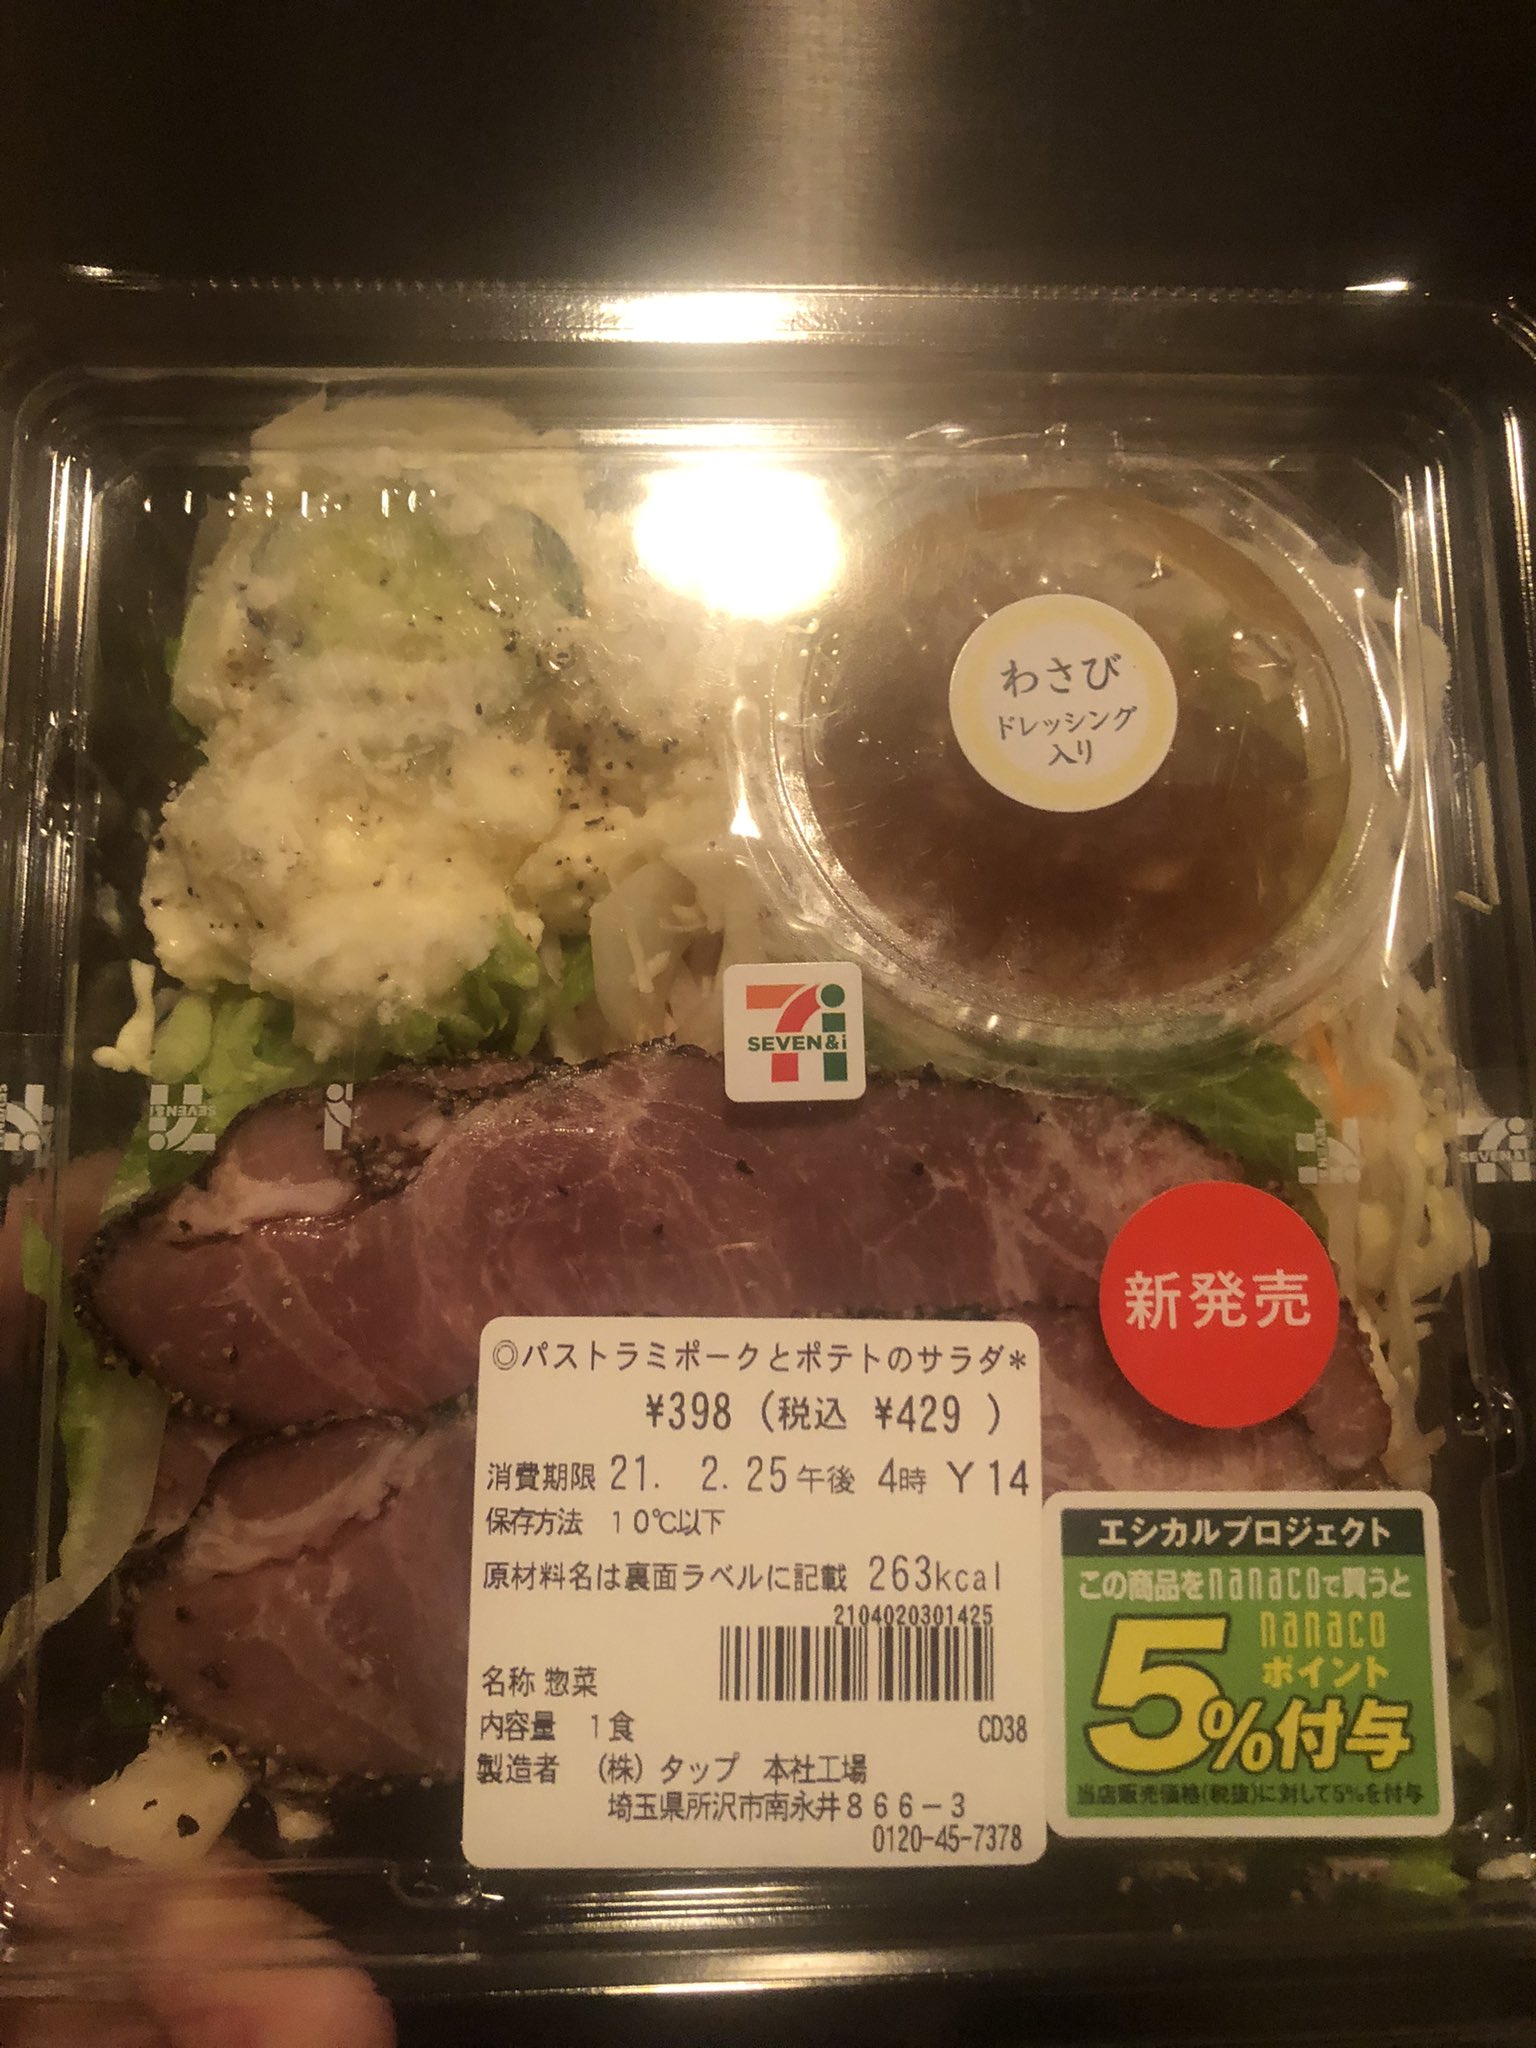 わさび
ドレッシング
入り
SEVEN&i
SEVEN&i
SEVEN&i
新発売
◎パストラミポークとポテトのサラダ*
¥398 (税込 ¥429 )
消費期限 21. 2.25午後 4時 Y14
保存方法 10℃以下
原材料名は裏面ラベルに記載 263kcal
2104020301425
名称 惣菜
内容量 1食
CD38
製造者 (株)タップ 本社工場
埼玉県所沢市南永井866-3
0120-45-7378
エシカルプロジェクト
この商品をnanacoで買うと
nanaco
ポイント
5%付与
当店販売価格(税抜)に対して5%を付与